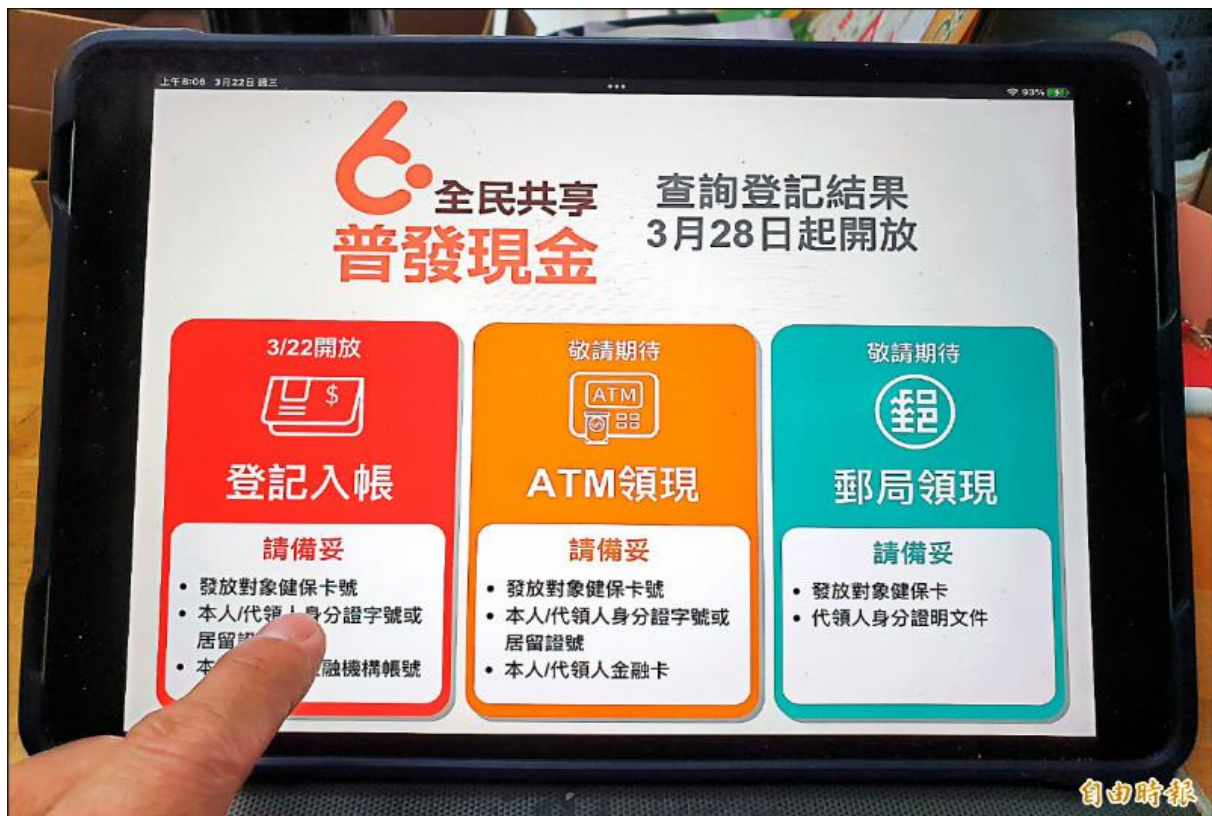 上午8:06 3月22日 週三
93%
全民共享
普發現金
查詢登記結果
3月28日起開放
3/22開放
$
登記入帳
請備妥
• 發放對象健保卡號
• 本人/代領人身分證字號或
居留證
• 本 融機構帳號
敬請期待
ATM
ATM領現
請備妥
• 發放對象健保卡號
• 本人/代領人身分證字號或
居留證號
• 本人/代領人金融卡
敬請期待
郵
郵局領現
請備妥
• 發放對象健保卡
• 代領人身分證明文件
自由時報